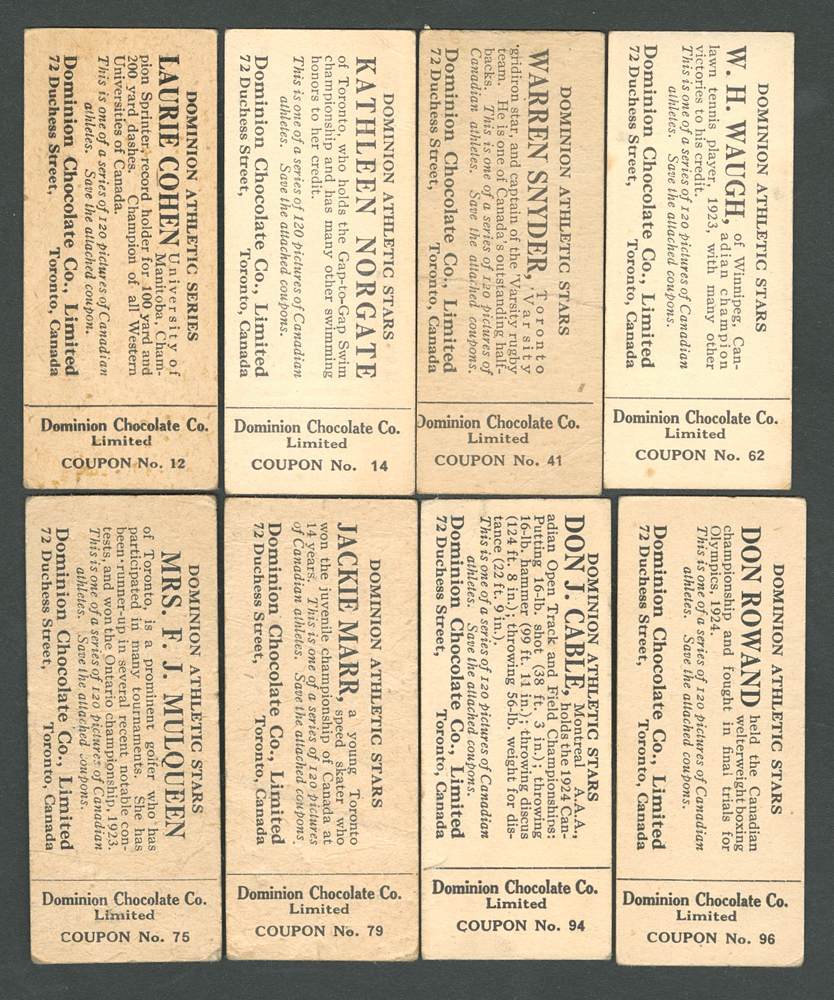 DOMINION ATHLETIC SERIES
LAURIE COHEN University of
Manitoba, Cham-
pion Sprinter, record holder for 100 yard and
200 yard dashes. Champion of all Western
Universities of Canada.
This is one of a series of 120 pictures of Canadian
athletes. Save the attached coupon.
Dominion Chocolate Co., Limited
72 Duchess Street, Toronto, Canada
Dominion Chocolate Co.
Limited
COUPON No. 12
DOMINION ATHLETIC STARS
KATHLEEN NORGATE
of Toronto, who holds the Gap-to-Gap Swim
championship and has many other swimming
honors to her credit.
This is one of a series of 120 pictures of Canadian
athletes. Save the attached coupons.
Dominion Chocolate Co., Limited
72 Duchess Street, Toronto, Canada
Dominion Chocolate Co.
Limited
COUPON No. 14
DOMINION ATHLETIC STARS
WARREN SNYDER, Toronto
Varsity
gridiron star, and captain of the Varsity rugby
team. He is one of Canada's outstanding half-
backs. This is one of a series of 120 pictures of
Canadian athletes. Save the attached coupons.
Dominion Chocolate Co., Limited
72 Duchess Street, Toronto, Canada
Dominion Chocolate Co.
Limited
COUPON No. 41
DOMINION ATHLETIC STARS
W. H. WAUGH, of Winnipeg, Can-
adian champion
lawn tennis player, 1923, with many other
victories to his credit.
This is one of a series of 120 pictures of Canadian
athletes. Save the attached coupons.
Dominion Chocolate Co., Limited
72 Duchess Street, Toronto, Canada
Dominion Chocolate Co.
Limited
COUPON No. 62
DOMINION ATHLETIC STARS
MRS. F. J. MULQUEEN
of Toronto, is a prominent golfer who has
participated in many tournaments. She has
been runner-up in several recent notable con-
tests, and won the Ontario championship, 1923.
This is one of a series of 120 pictures of Canadian
athletes. Save the attached coupons.
Dominion Chocolate Co., Limited
72 Duchess Street, Toronto, Canada
Dominion Chocolate Co.
Limited
COUPON No. 75
DOMINION ATHLETIC STARS
JACKIE MARR, a young Toronto
speed skater who
won the juvenile championship of Canada at
14 years. This is one of a series of 120 pictures
of Canadian athletes. Save the attached coupons.
Dominion Chocolate Co., Limited
72 Duchess Street, Toronto, Canada
Dominion Chocolate Co.
Limited
COUPON No. 79
DOMINION ATHLETIC STARS
DON J. CABLE, Montreal A.A.A.,
holds the 1924 Can-
adian Open Track and Field Championships:
Putting 16-lb. shot (38 ft. 3 in.); throwing
16-lb. hammer (99 ft. 11 in.); throwing discus
(124 ft. 8 in.); throwing 56-lb. weight for dis-
tance (22 ft. 9 in.).
This is one of a series of 120 pictures of Canadian
athletes. Save the attached coupons.
Dominion Chocolate Co., Limited
72 Duchess Street, Toronto, Canada
Dominion Chocolate Co.
Limited
COUPON No. 94
DOMINION ATHLETIC STARS
DON ROWAND held the Canadian
welterweight boxing
championship and fought in final trials for
Olympics, 1924.
This is one of a series of 120 pictures of Canadian
athletes. Save the attached coupons.
Dominion Chocolate Co., Limited
72 Duchess Street, Toronto, Canada
Dominion Chocolate Co.
Limited
COUPON No. 96